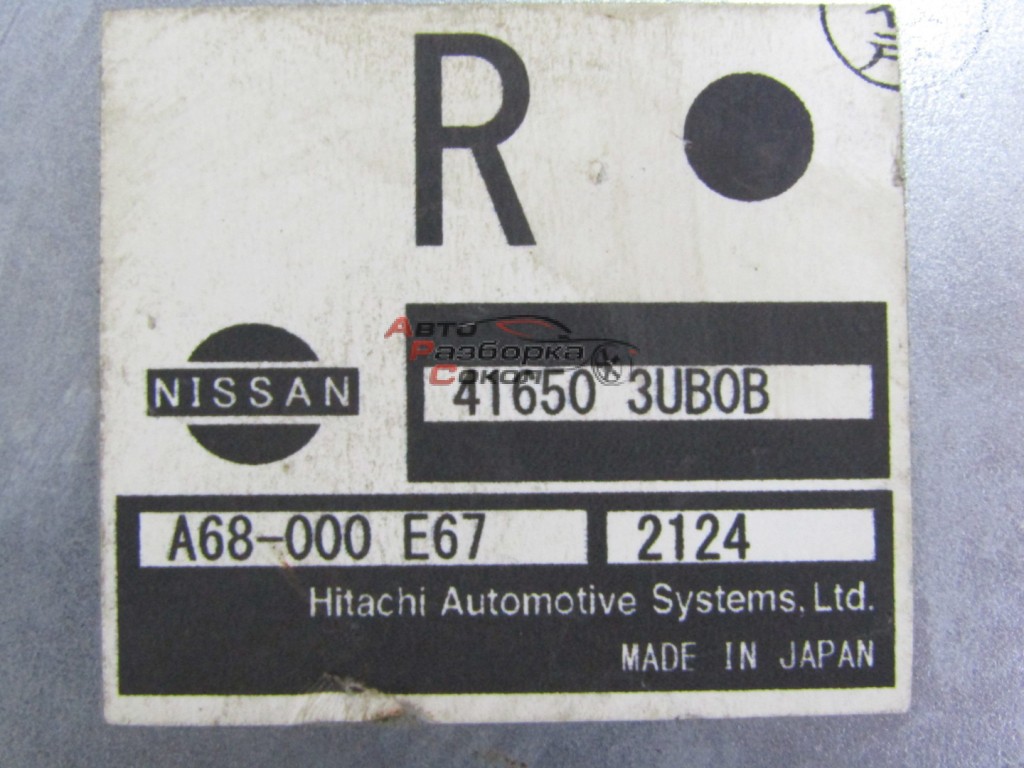 R
Авто
Разборка
Сокол
NISSAN
41650 3UB0B
A68-000 E67
2124
Hitachi Automotive Systems, Ltd.
MADE IN JAPAN